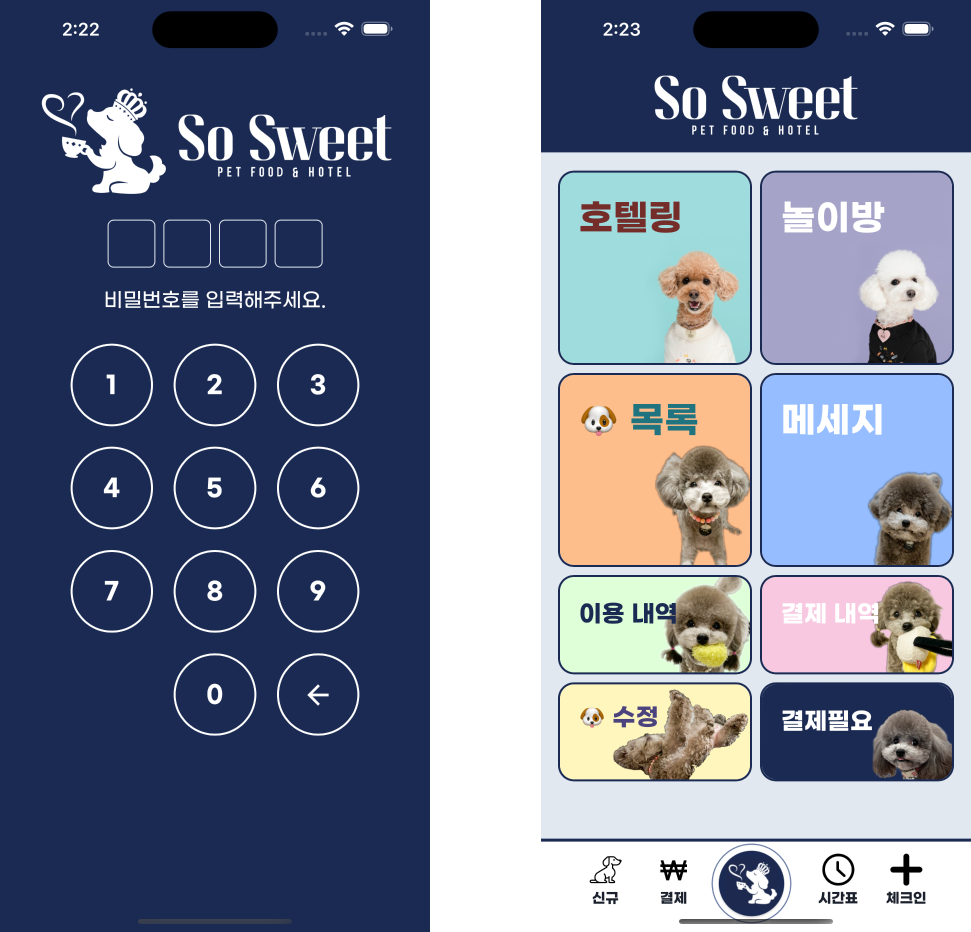 2:22
So Sweet
PET FOOD & HOTEL
비밀번호를 입력해주세요.
1 2 3
4 5 6
7 8 9
0
2:23
So Sweet
PET FOOD & HOTEL
호텔링
놀이방
목록
메세지
이용 내역
결제 내역
수정
결제필요
신규
결제
시간표
체크인